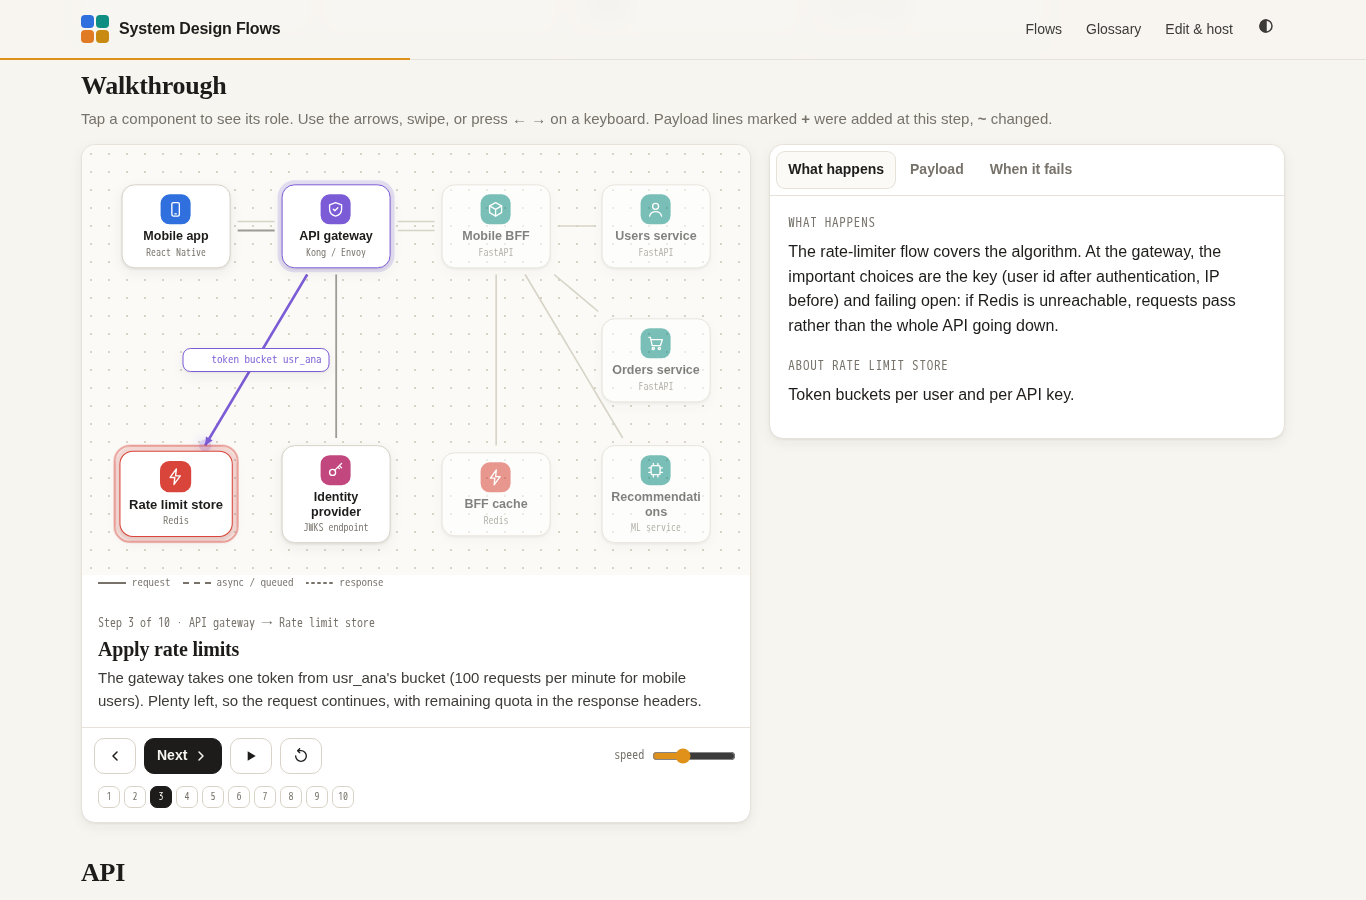 System Design Flows
Flows
Glossary
Edit & host
Walkthrough
Tap a component to see its role. Use the arrows, swipe, or press ← → on a keyboard. Payload lines marked + were added at this step, ~ changed.
Mobile app
React Native
API gateway
Kong / Envoy
Mobile BFF
FastAPI
Users service
FastAPI
token bucket usr_ana
Orders service
FastAPI
Rate limit store
Redis
Identity
provider
JWKS endpoint
BFF cache
Redis
Recommendati
ons
ML service
request
async / queued
response
Step 3 of 10 · API gateway → Rate limit store
Apply rate limits
The gateway takes one token from usr_ana's bucket (100 requests per minute for mobile
users). Plenty left, so the request continues, with remaining quota in the response headers.
Next
speed
1 2 3 4 5 6 7 8 9 10
What happens
Payload
When it fails
WHAT HAPPENS
The rate-limiter flow covers the algorithm. At the gateway, the
important choices are the key (user id after authentication, IP
before) and failing open: if Redis is unreachable, requests pass
rather than the whole API going down.
ABOUT RATE LIMIT STORE
Token buckets per user and per API key.
API